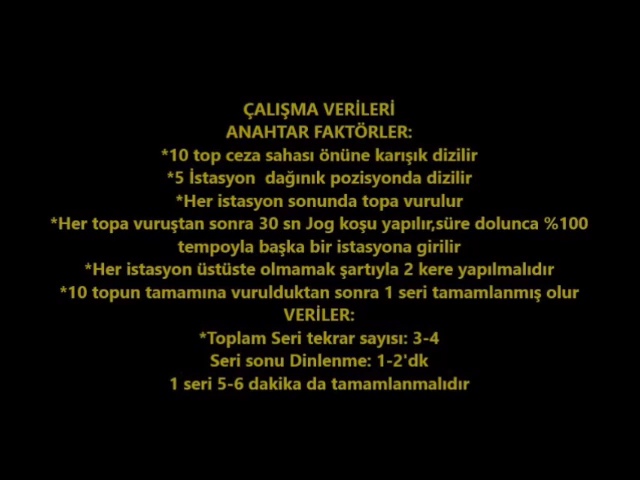 ÇALIŞMA VERİLERİ
ANAHTAR FAKTÖRLER:
*10 top ceza sahası önüne karışık dizilir
*5 İstasyon  dağınık pozisyonda dizilir
*Her istasyon sonunda topa vurulur
*Her topa vuruştan sonra 30 sn Jog koşu yapılır,süre dolunca %100
tempoyla başka bir istasyona girilir
*Her istasyon üstüste olmamak şartıyla 2 kere yapılmalıdır
*10 topun tamamına vurulduktan sonra 1 seri tamamlanmış olur
VERİLER:
*Toplam Seri tekrar sayısı: 3-4
Seri sonu Dinlenme: 1-2'dk
1 seri 5-6 dakika da tamamlanmalıdır